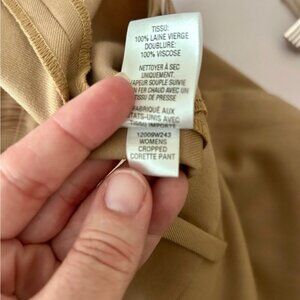 TISSU:
100% LAINE VIERGE
DOUBLURE:
100% VISCOSE
NETTOYER À SEC
UNIQUEMENT.
VAPEUR SOUPLE SEULEMENT
FER CHAUD AVEC UN
TISSU DE PRESSE
FABRIQUÉ AUX
ÉTATS-UNIS AVEC
TISSU IMPORTÉ
12009W243
WOMENS
CROPPED
CORETTE PANT